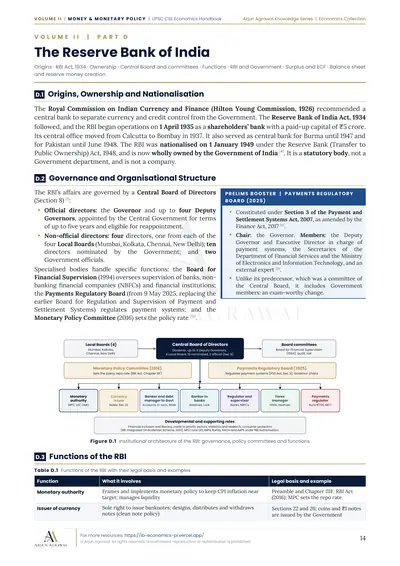 VOLUME II | MONEY & MONETARY POLICY | UPSC-CSE Economics Handbook
Arjun Agrawal Knowledge Series | Economics Collection
VOLUME II | PART D
The Reserve Bank of India
Origins · RBI Act, 1934 · Ownership · Central Board and committees · Functions · RBI and Government · Surplus and ECF · Balance sheet
and reserve money creation
D.1 Origins, Ownership and Nationalisation
The Royal Commission on Indian Currency and Finance (Hilton Young Commission, 1926) recommended a
central bank to separate currency and credit control from the Government. The Reserve Bank of India Act, 1934
followed, and the RBI began operations on 1 April 1935 as a shareholders' bank with a paid-up capital of ₹5 crore.
Its central office moved from Calcutta to Bombay in 1937. It also served as central bank for Burma until 1947 and
for Pakistan until June 1948. The RBI was nationalised on 1 January 1949 under the Reserve Bank (Transfer to
Public Ownership) Act, 1948, and is now wholly owned by the Government of India. It is a statutory body, not a
Government department, and is not a company.
D.2 Governance and Organisational Structure
The RBI's affairs are governed by a Central Board of Directors
(Section 8):
• Official directors: the Governor and up to four Deputy
Governors, appointed by the Central Government for terms
of up to five years and eligible for reappointment.
• Non-official directors: four directors, one from each of the
four Local Boards (Mumbai, Kolkata, Chennai, New Delhi); ten
directors nominated by the Government; and two
Government officials.
Specialised bodies handle specific functions: the Board for
Financial Supervision (1994) oversees supervision of banks, non-
banking financial companies (NBFCs) and financial institutions;
the Payments Regulatory Board (from 9 May 2025, replacing the
earlier Board for Regulation and Supervision of Payment and
Settlement Systems) regulates payment systems; and the
Monetary Policy Committee (2016) sets the policy rate
PRELIMS BOOSTER | PAYMENTS REGULATORY
BOARD (2025)
• Constituted under Section 3 of the Payment and
Settlement Systems Act, 2007, as amended by the
Finance Act, 2017
• Chair: the Governor. Members: the Deputy
Governor and Executive Director in charge of
payment systems, the Secretaries of the
Department of Financial Services and the Ministry
of Electronics and Information Technology, and an
external expert
• Unlike its predecessor, which was a committee of
the Central Board, it includes Government
members: an exam-worthy change.
Local Boards (4)
Mumbai, Kolkata,
Chennai, New Delhi
Central Board of Directors
Board committees
Monetary Policy Committee (2016)
Payments Regulatory Board (2025)
Monetary
authority
Currency
issuer
Banker and debt
manager to Govt
Banker to
banks
Regulator and
supervisor
Forex
manager
Payments
regulator
Developmental and supporting roles
Figure D.1 Institutional architecture of the RBI: governance, policy committees and functions
D.3 Functions of the RBI
Table D.1 Functions of the RBI with their legal basis and examples
Function What it involves Legal basis and example
Monetary authority Frames and implements monetary policy to keep CPI inflation near
target; manages liquidity
Preamble and Chapter IIIF, RBI Act
(2016); MPC sets the repo rate
Issuer of currency Sole right to issue banknotes; designs, distributes and withdraws
notes (clean note policy)
Sections 22 and 26; coins and ₹1 notes
are issued by the Government
ARJUN AGRAWAL
For more resources: https://ib-economics-pi.vercel.app/
14